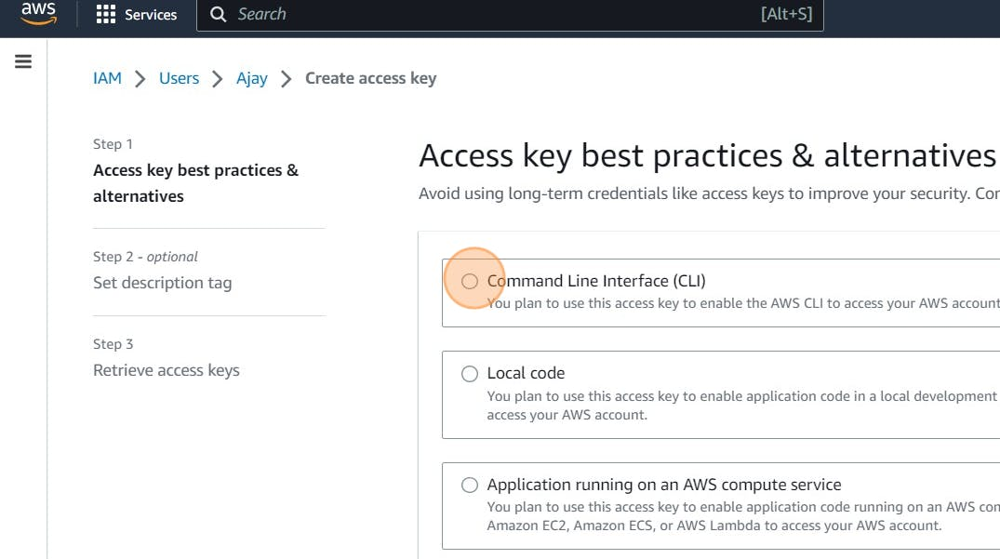 aws
Services
Search
[Alt+S]
IAM
Users
Ajay
Create access key
Step 1
Access key best practices &
alternatives
Step 2 - optional
Set description tag
Step 3
Retrieve access keys
Access key best practices & alternatives
Avoid using long-term credentials like access keys to improve your security.
Command Line Interface (CLI)
You plan to use this access key to enable the AWS CLI to access your AWS account
Local code
You plan to use this access key to enable application code in a local development
access your AWS account.
Application running on an AWS compute service
You plan to use this access key to enable application code running on an AWS
Amazon EC2, Amazon ECS, or AWS Lambda to access your AWS account.